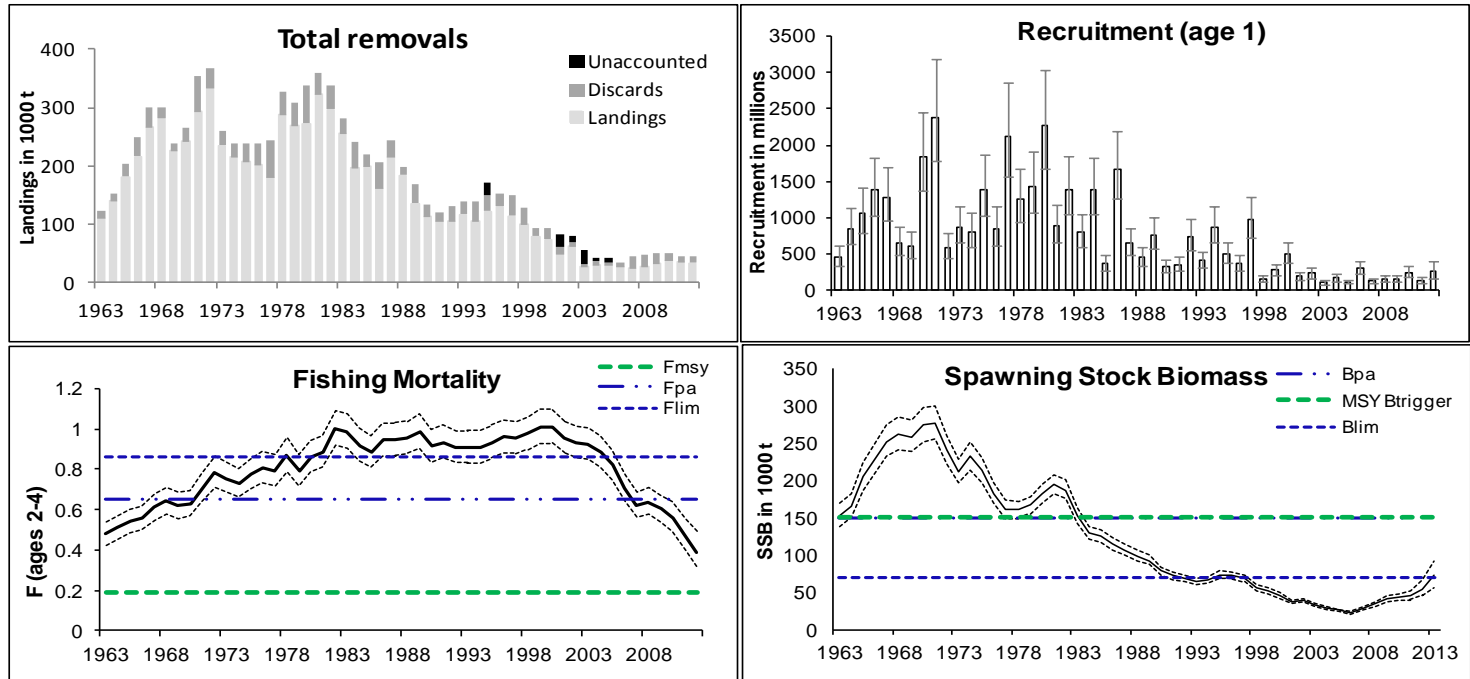 Total removals
Unaccounted
Discards
Landings
Landings in 1000 t
400
300
200
100
0
1963 1968 1973 1978 1983 1988 1993 1998 2003 2008
Recruitment (age 1)
Recruitment in millions
3500
3000
2500
2000
1500
1000
500
0
1963 1968 1973 1978 1983 1988 1993 1998 2003 2008
Fishing Mortality
Fmsy
Fpa
Flim
F (ages 2-4)
1.2
1
0.8
0.6
0.4
0.2
0
1963 1968 1973 1978 1983 1988 1993 1998 2003 2008
Spawning Stock Biomass
Bpa
MSY Btrigger
Blim
SSB in 1000 t
350
300
250
200
150
100
50
0
1963 1968 1973 1978 1983 1988 1993 1998 2003 2008 2013